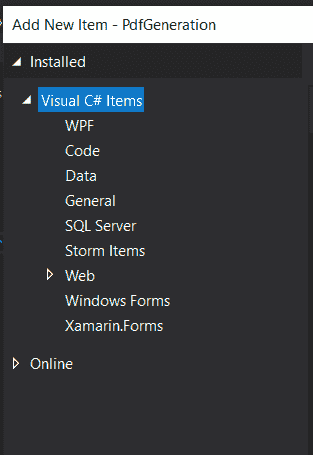 Add New Item - PdfGeneration
Installed
Visual C# Items
WPF
Code
Data
General
SQL Server
Storm Items
Web
Windows Forms
Xamarin.Forms
Online